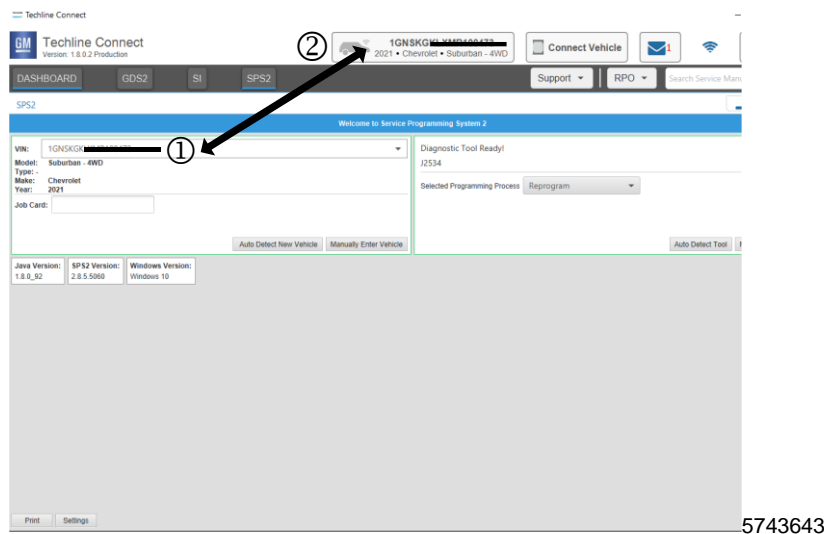 Techline Connect
GM Techline Connect
Version: 1.8.0.2 Production
②
2021 • Chevrolet • Suburban - 4WD
Connect Vehicle
1
DASHBOARD GDS2 SI SPS2
Support RPO Search Service Man
SPS2
Welcome to Service Programming System 2
VIN: 1GNSKGK
①
Model: Suburban - 4WD
Type: -
Make: Chevrolet
Year: 2021
Job Card:
Auto Detect New Vehicle Manually Enter Vehicle
Diagnostic Tool Ready!
J2534
Selected Programming Process Reprogram
Auto Detect Tool
Java Version:
1.8.0_92
SPS2 Version:
2.8.5.5060
Windows Version:
Windows 10
Print Settings
5743643